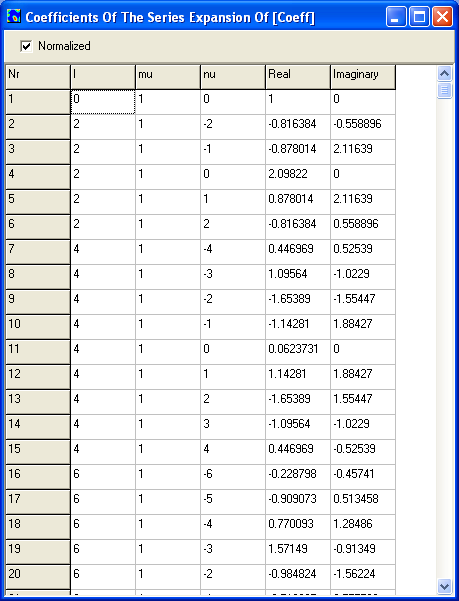 Coefficients Of The Series Expansion Of [Coeff]
Normalized
Nr l mu nu Real Imaginary
1 0 1 0 1 0
2 2 1 -2 -0.816384 -0.558896
3 2 1 -1 -0.878014 2.11639
4 2 1 0 2.09822 0
5 2 1 1 0.878014 2.11639
6 2 1 2 -0.816384 0.558896
7 4 1 -4 0.446969 0.52539
8 4 1 -3 1.09564 -1.0229
9 4 1 -2 -1.65389 -1.55447
10 4 1 -1 -1.14281 1.88427
11 4 1 0 0.0623731 0
12 4 1 1 1.14281 1.88427
13 4 1 2 -1.65389 1.55447
14 4 1 3 -1.09564 -1.0229
15 4 1 4 0.446969 -0.52539
16 6 1 -6 -0.228798 -0.45741
17 6 1 -5 -0.909073 0.513458
18 6 1 -4 0.770093 1.28486
19 6 1 -3 1.57149 -0.91349
20 6 1 -2 -0.984824 -1.56224